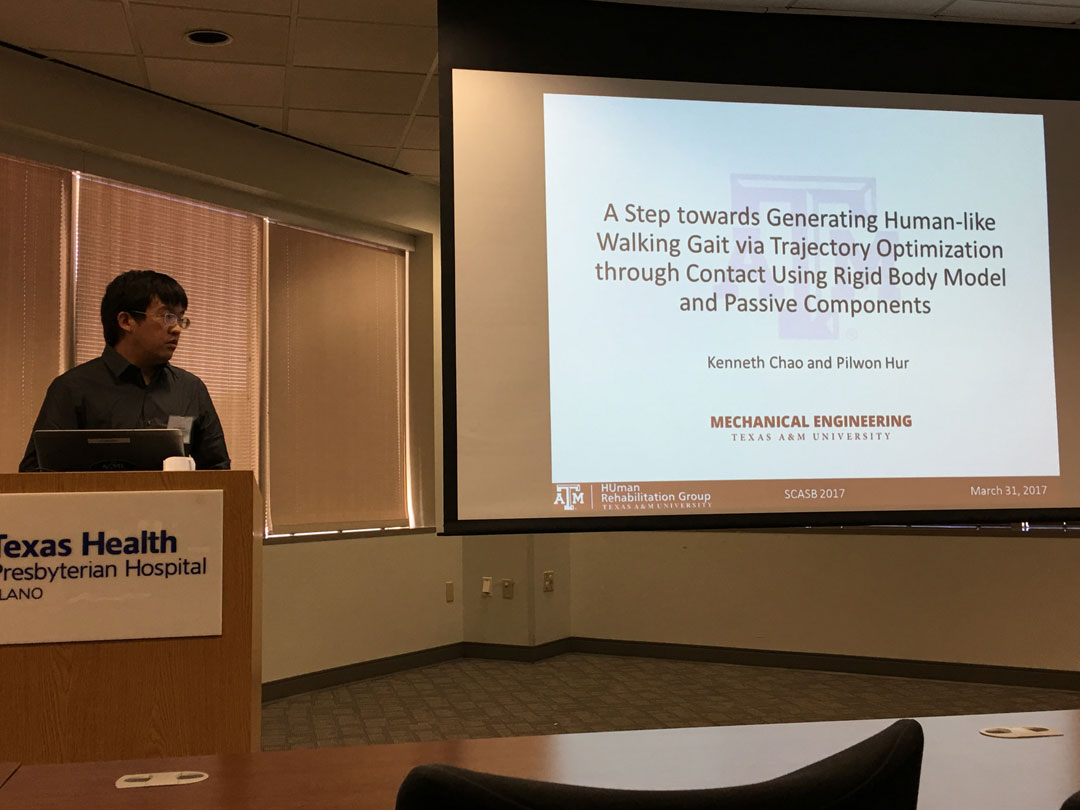 A Step towards Generating Human-like
Walking Gait via Trajectory Optimization
through Contact Using Rigid Body Model
and Passive Components
Kenneth Chao and Pilwon Hur
MECHANICAL ENGINEERING
TEXAS A&M UNIVERSITY
ATM
HUman
Rehabilitation Group
TEXAS A&M UNIVERSITY
SCASB 2017
March 31, 2017
Texas Health
Presbyterian Hospital
LANO